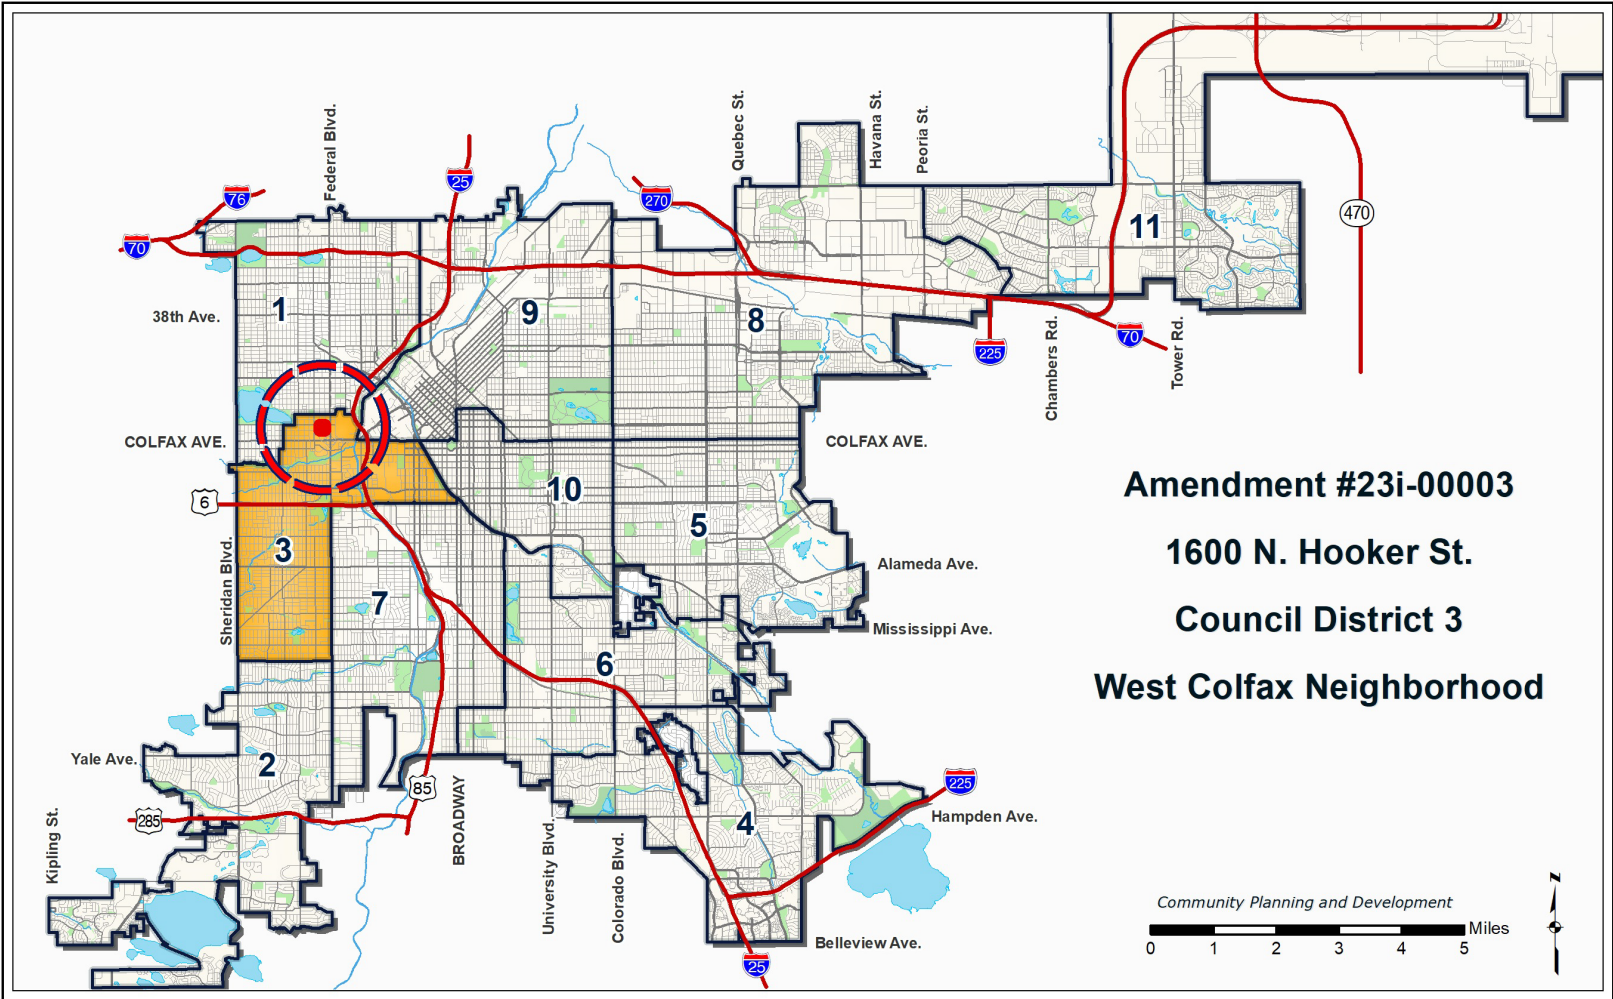 Federal Blvd.
Quebec St.
Havana St.
Peoria St.
76
25
270
70
470
11
1
9
8
38th Ave.
225
70
Chambers Rd.
Tower Rd.
COLFAX AVE.
COLFAX AVE.
6
10
3
5
7
Sheridan Blvd.
Alameda Ave.
Mississippi Ave.
6
Amendment #23i-00003
1600 N. Hooker St.
Council District 3
West Colfax Neighborhood
Yale Ave.
2
85
285
BROADWAY
225
Hampden Ave.
4
Kipling St.
University Blvd.
Colorado Blvd.
Belleview Ave.
25
Community Planning and Development
Miles
0 1 2 3 4 5
N